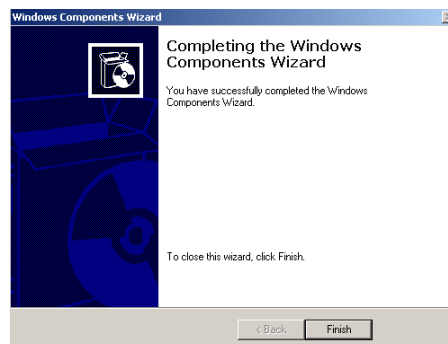 Windows Components Wizard
Completing the Windows
Components Wizard
You have successfully completed the Windows
Components Wizard.
To close this wizard, click Finish.
< Back
Finish